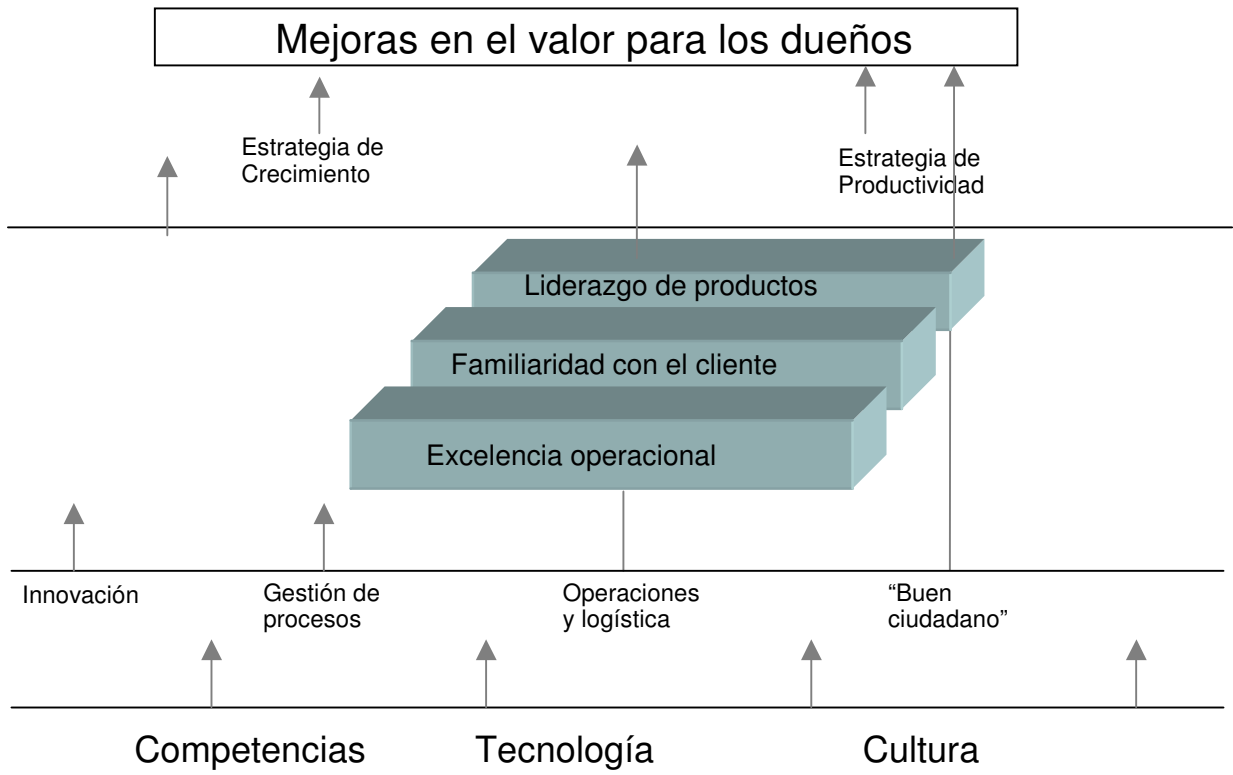 Mejoras en el valor para los dueños
Estrategia de
Crecimiento
Estrategia de
Productividad
Liderazgo de productos
Familiaridad con el cliente
Excelencia operacional
Innovación
Gestión de
procesos
Operaciones
y logística
“Buen
ciudadano”
Competencias
Tecnología
Cultura